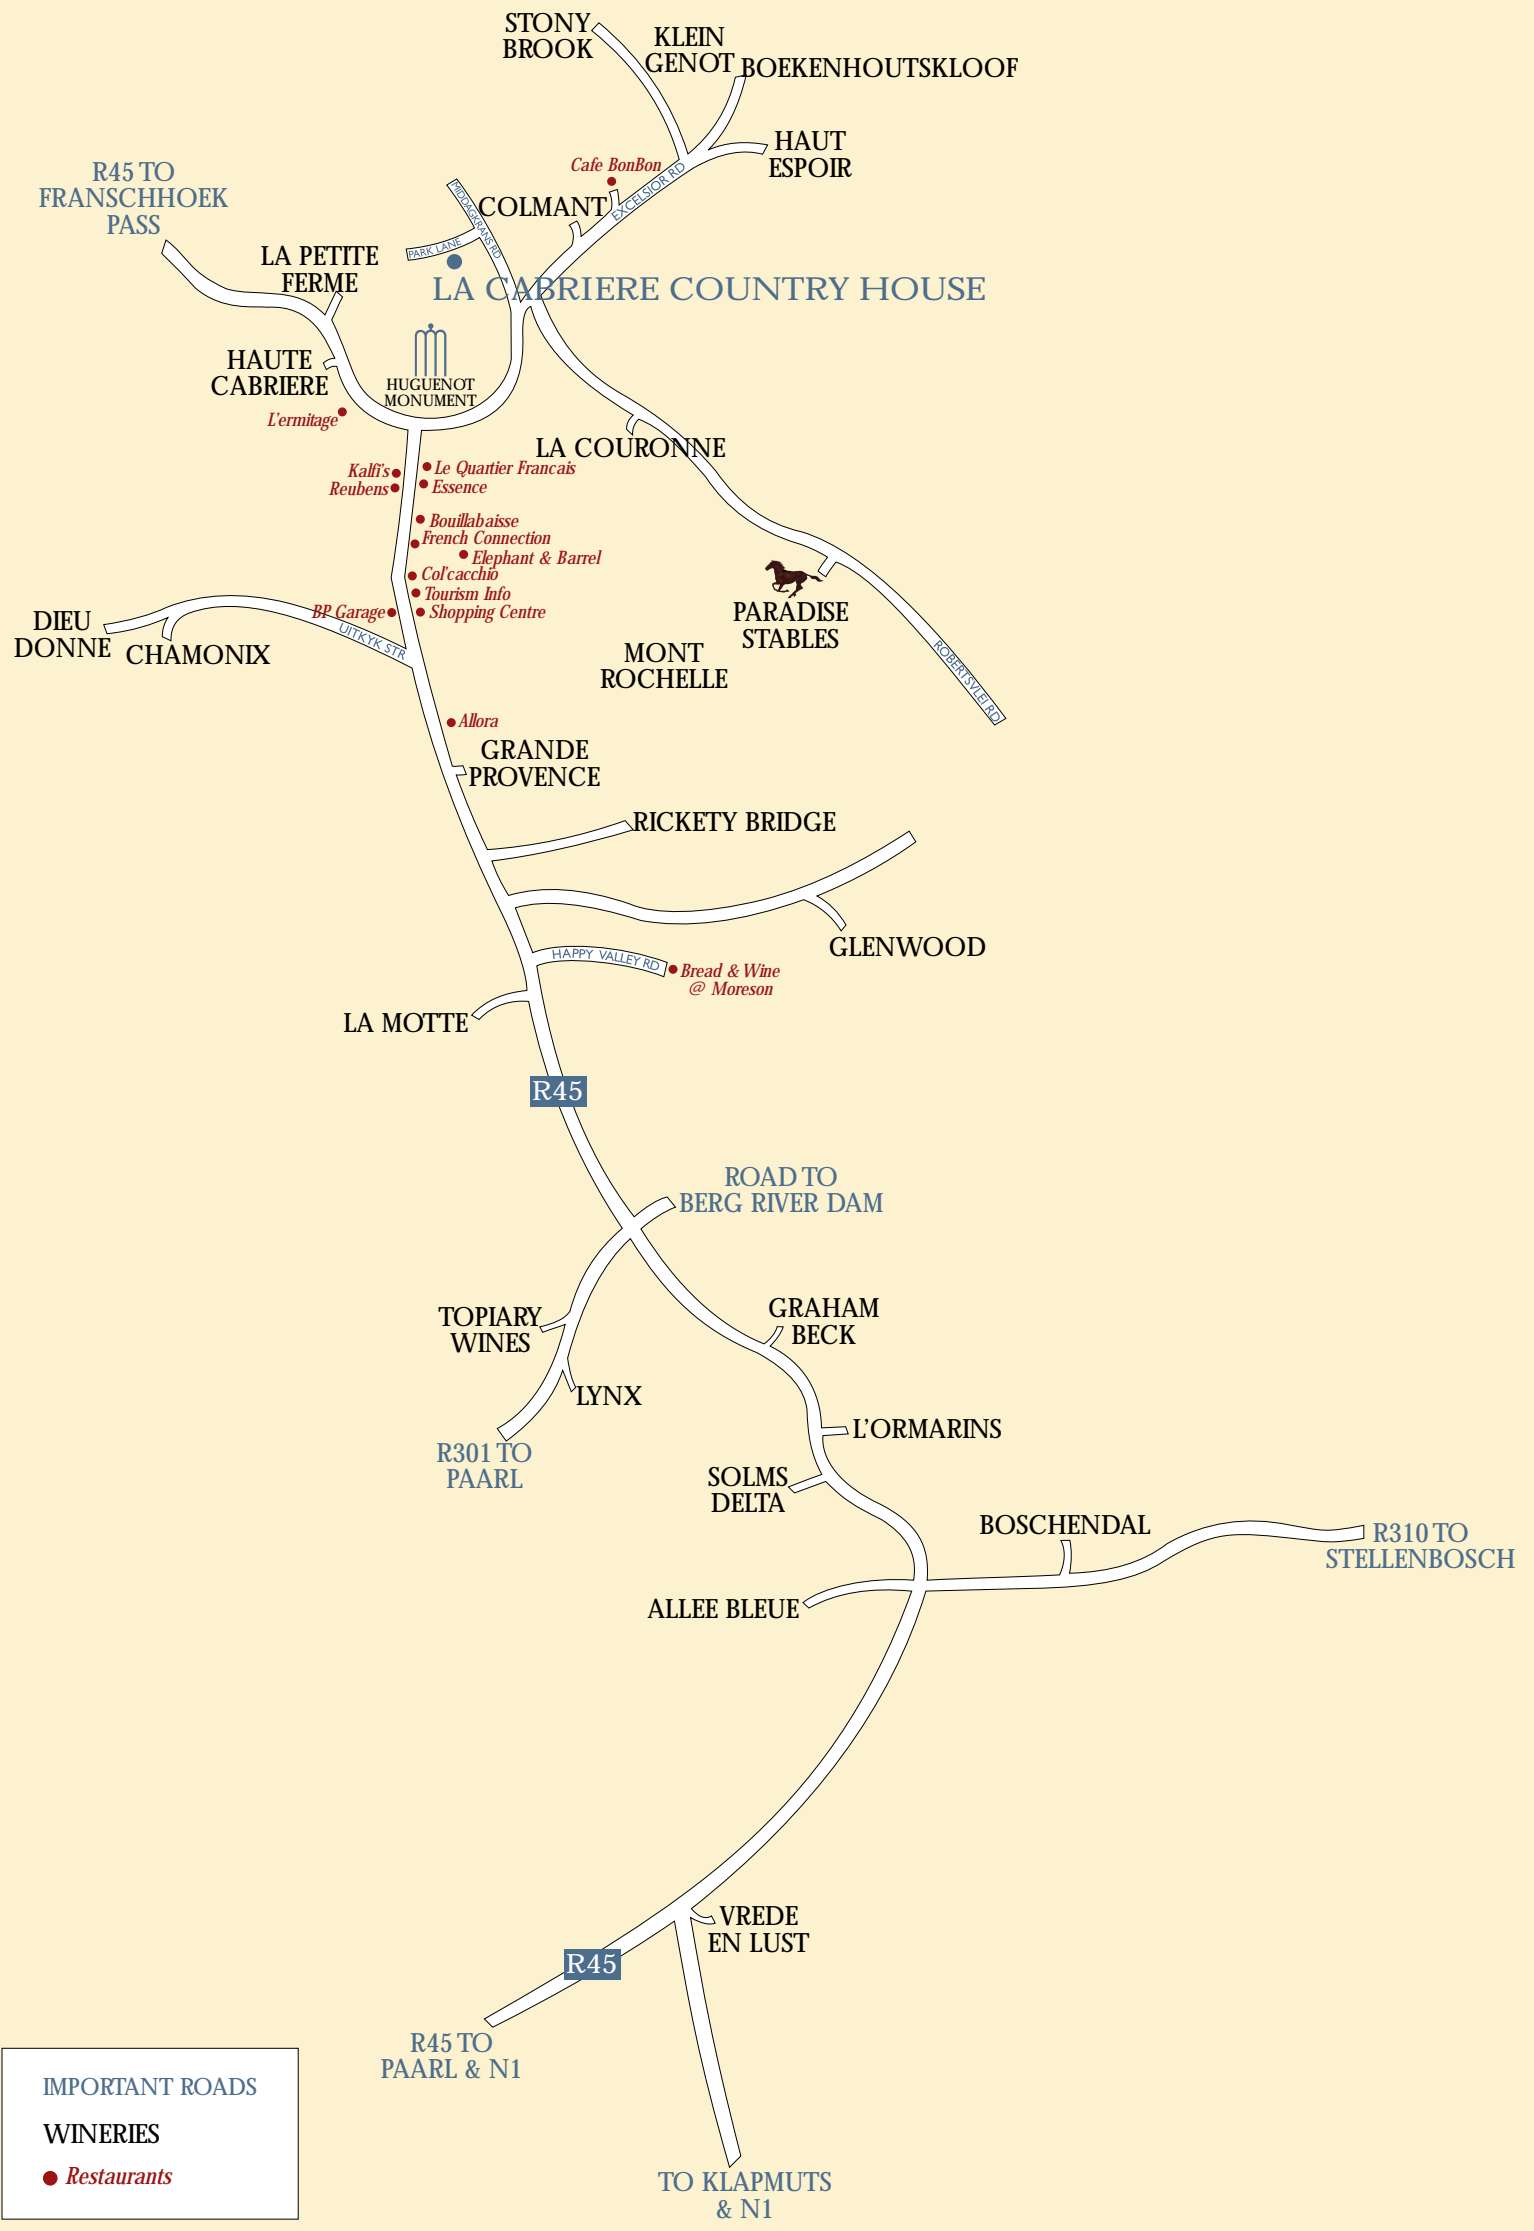 STONY
BROOK
KLEIN
GENOT
BOEKENHOUTSKLOOF
HAUT
ESPOIR
Cafe BonBon
EXCELSIOR RD
COLMANT
MIDDAGKRANS RD
PARK LANE
R45 TO
FRANSCHHOEK
PASS
LA PETITE
FERME
LA CABRIERE COUNTRY HOUSE
HAUTE
CABRIERE
HUGUENOT
MONUMENT
L'ermitage
LA COURONNE
Kalfi's
Le Quartier Francais
Reubens
Essence
Bouillabaisse
French Connection
Elephant & Barrel
Col'cacchio
Tourism Info
BP Garage
Shopping Centre
DIEU
DONNE
CHAMONIX
UITKYK STR
PARADISE
STABLES
MONT
ROCHELLE
ROBERTSVLEI RD
Allora
GRANDE
PROVENCE
RICKETY BRIDGE
GLENWOOD
HAPPY VALLEY RD
Bread & Wine
@ Moreson
LA MOTTE
R45
ROAD TO
BERG RIVER DAM
TOPIARY
WINES
LYNX
R301 TO
PAARL
GRAHAM
BECK
L'ORMARINS
SOLMS
DELTA
BOSCHENDAL
R310 TO
STELLENBOSCH
ALLEE BLEUE
VREDE
EN LUST
R45
R45 TO
PAARL & N1
TO KLAPMUTS
& N1
IMPORTANT ROADS
WINERIES
Restaurants